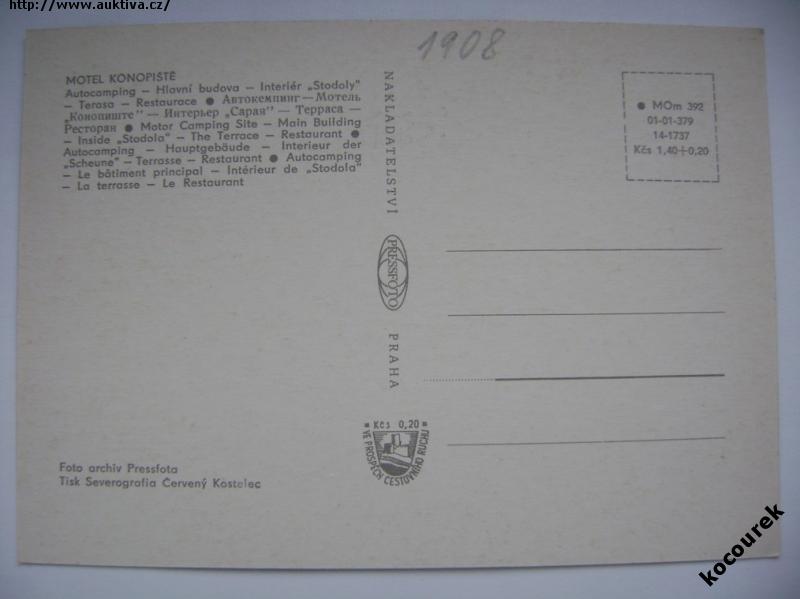 http://www.auktiva.cz/
1908
MOTEL KONOPIŠTĚ
Autocamping – Hlavní budova – Interiér „Stodoly"
– Terasa – Restaurace ● Автокемпинг—Мотель
„Конопиште" — Интерьер „Сарая" — Терраса —
Ресторан ● Motor Camping Site – Main Building
– Inside „Stodola" – The Terrace – Restaurant ●
Autocamping – Hauptgebäude – Interieur der
„Scheune" – Terrasse – Restaurant ● Autocamping
– Le bâtiment principal – Intérieur de „Stodola"
– La terrasse – Le Restaurant
NAKLADATELSTVÍ
PRESSFOTO
PRAHA
● MOm 392
01-01-379
14-1737
Kčs 1,40÷0,20
Kčs 0,20
VE PROSPĚCH CESTOVNÍHO RUCHU
Foto archiv Pressfota
Tisk Severografia Červený Kostelec
kocourek